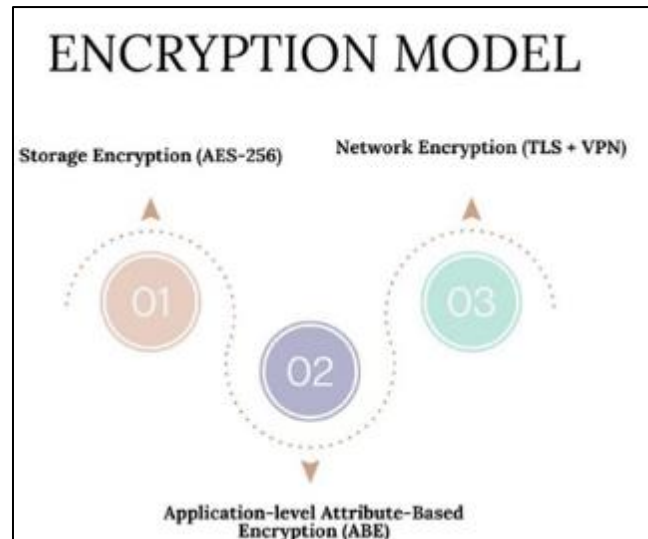 ENCRYPTION MODEL
Storage Encryption (AES-256)
Network Encryption (TLS + VPN)
01
02
03
Application-level Attribute-Based
Encryption (ABE)